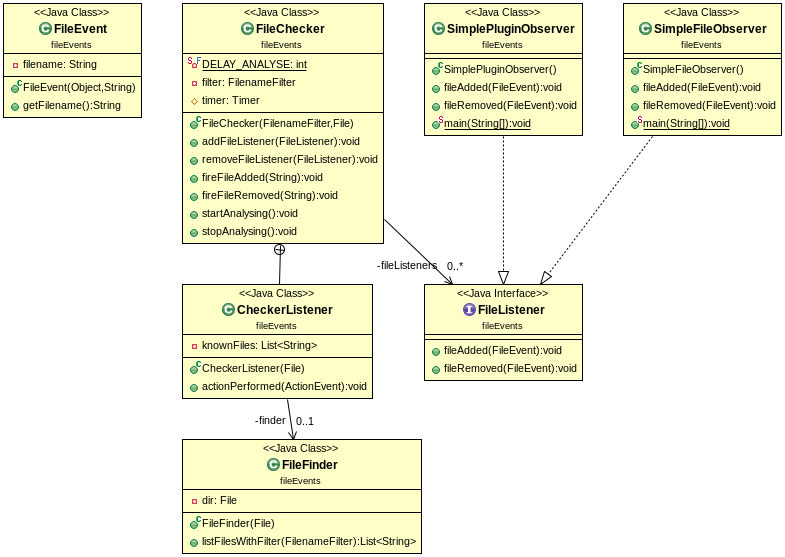 <<Java Class>>
FileEvent
fileEvents
filename: String
FileEvent(Object,String)
getFilename():String
<<Java Class>>
FileChecker
fileEvents
DELAY_ANALYSE: int
filter: FilenameFilter
timer: Timer
FileChecker(FilenameFilter,File)
addFileListener(FileListener):void
removeFileListener(FileListener):void
fireFileAdded(String):void
fireFileRemoved(String):void
startAnalysing():void
stopAnalysing():void
<<Java Class>>
SimplePluginObserver
fileEvents
SimplePluginObserver()
fileAdded(FileEvent):void
fileRemoved(FileEvent):void
main(String[]):void
<<Java Class>>
SimpleFileObserver
fileEvents
SimpleFileObserver()
fileAdded(FileEvent):void
fileRemoved(FileEvent):void
main(String[]):void
-fileListeners 0..*
<<Java Class>>
CheckerListener
fileEvents
knownFiles: List<String>
CheckerListener(File)
actionPerformed(ActionEvent):void
<<Java Interface>>
FileListener
fileEvents
fileAdded(FileEvent):void
fileRemoved(FileEvent):void
-finder 0..1
<<Java Class>>
FileFinder
fileEvents
dir: File
FileFinder(File)
listFilesWithFilter(FilenameFilter):List<String>